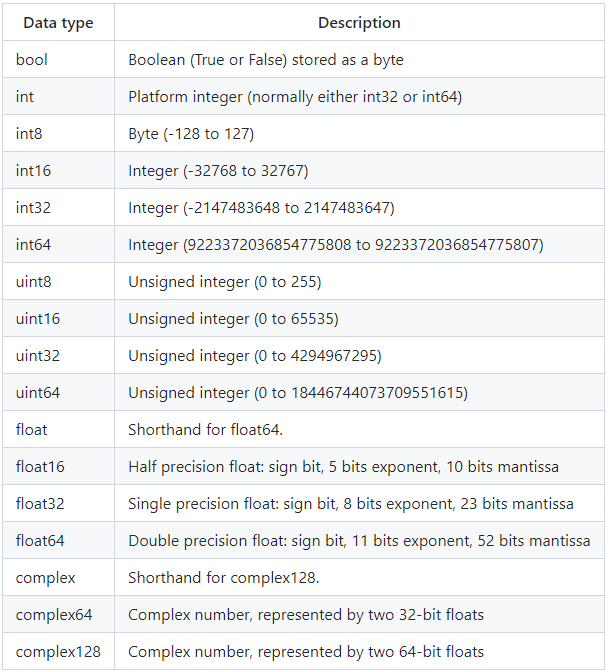 Data type Description
bool Boolean (True or False) stored as a byte
int Platform integer (normally either int32 or int64)
int8 Byte (-128 to 127)
int16 Integer (-32768 to 32767)
int32 Integer (-2147483648 to 2147483647)
int64 Integer (9223372036854775808 to 9223372036854775807)
uint8 Unsigned integer (0 to 255)
uint16 Unsigned integer (0 to 65535)
uint32 Unsigned integer (0 to 4294967295)
uint64 Unsigned integer (0 to 18446744073709551615)
float Shorthand for float64.
float16 Half precision float: sign bit, 5 bits exponent, 10 bits mantissa
float32 Single precision float: sign bit, 8 bits exponent, 23 bits mantissa
float64 Double precision float: sign bit, 11 bits exponent, 52 bits mantissa
complex Shorthand for complex128.
complex64 Complex number, represented by two 32-bit floats
complex128 Complex number, represented by two 64-bit floats